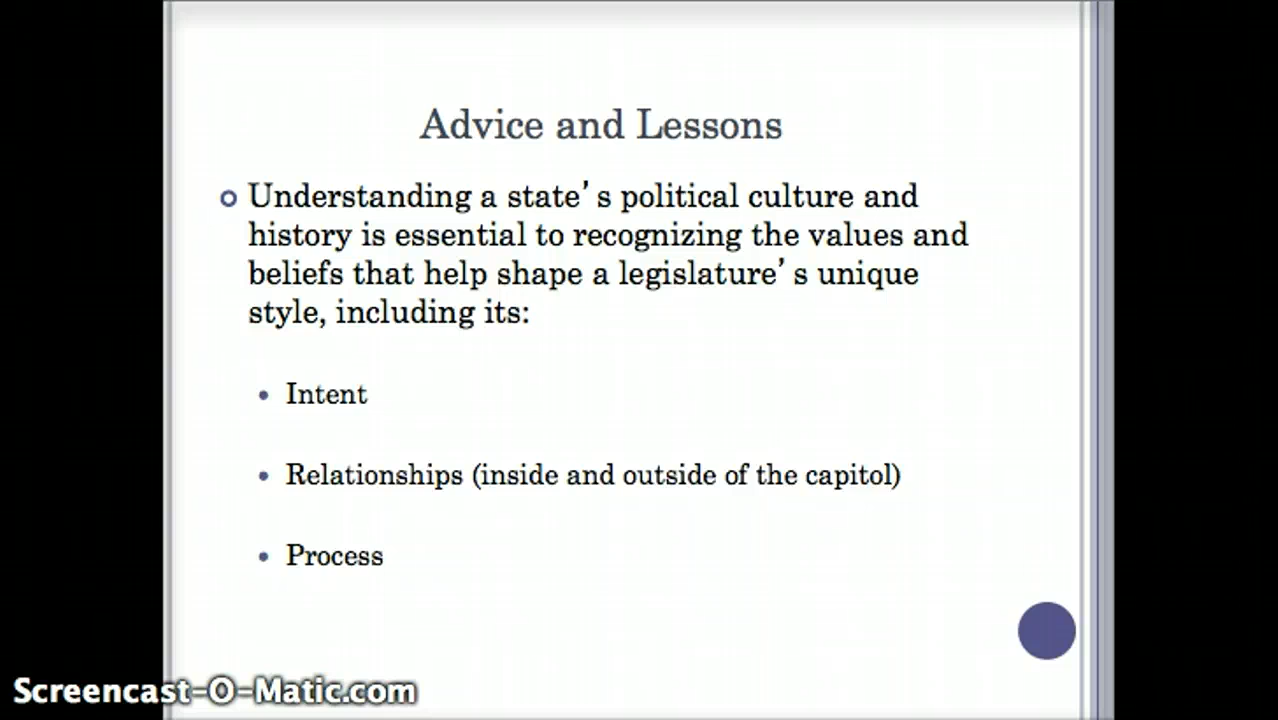 Advice and Lessons
Understanding a state’ s political culture and
history is essential to recognizing the values and
beliefs that help shape a legislature’ s unique
style, including its:
Intent
Relationships (inside and outside of the capitol)
Process
Screencast-O-Matic.com